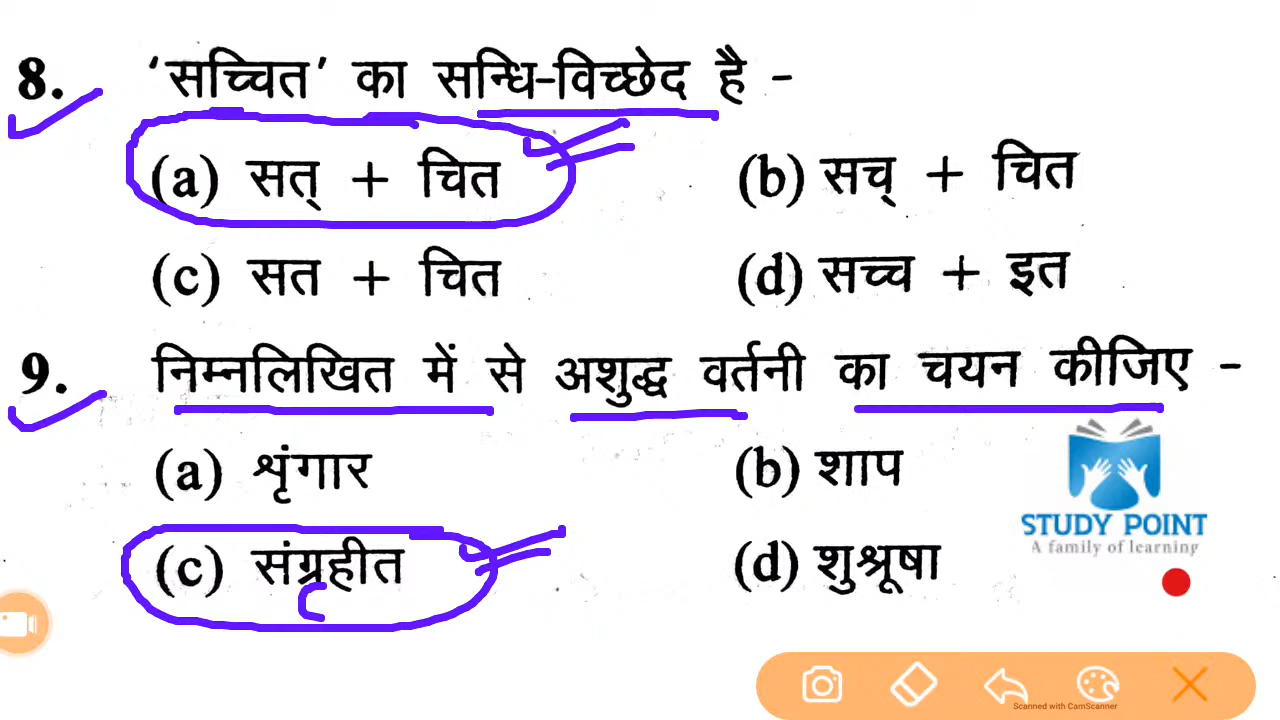 8. 'सच्चित' का सन्धि-विच्छेद है -
(a) सत् + चित (b) सच् + चित
(c) सत + चित (d) सच्च + इत
9. निम्नलिखित में से अशुद्ध वर्तनी का चयन कीजिए -
(a) शृंगार (b) शाप
(c) संग्रहीत (d) शुश्रूषा
STUDY POINT
A family of learning
Scanned with CamScanner